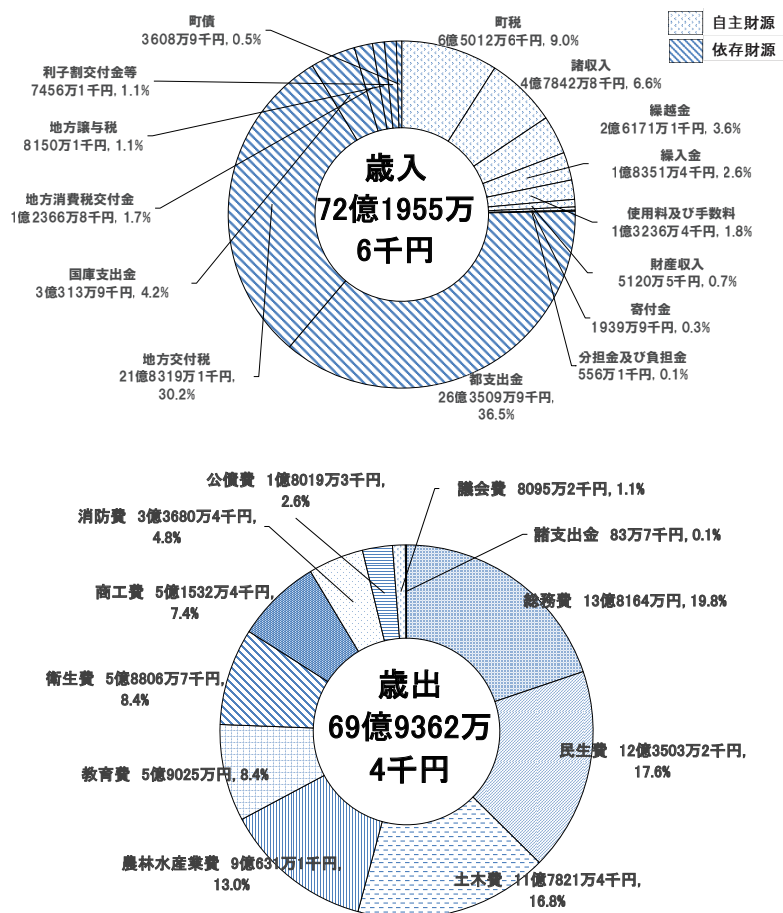 町債
3608万9千円, 0.5%
利子割交付金等
7456万1千円, 1.1%
地方譲与税
8150万1千円, 1.1%
地方消費税交付金
1億2366万8千円, 1.7%
国庫支出金
3億313万9千円, 4.2%
地方交付税
21億8319万1千円,
30.2%
町税
6億5012万6千円, 9.0%
諸収入
4億7842万8千円, 6.6%
繰越金
2億6171万1千円, 3.6%
繰入金
1億8351万4千円, 2.6%
使用料及び手数料
1億3236万4千円, 1.8%
財産収入
5120万5千円, 0.7%
寄付金
1939万9千円, 0.3%
分担金及び負担金
556万1千円, 0.1%
都支出金
26億3509万9千円,
36.5%
自主財源
依存財源
歳入
72億1955万
6千円
公債費 1億8019万3千円,
2.6%
消防費 3億3680万4千円,
4.8%
商工費 5億1532万4千円,
7.4%
衛生費 5億8806万7千円,
8.4%
教育費 5億9025万円, 8.4%
農林水産業費 9億631万1千円,
13.0%
議会費 8095万2千円, 1.1%
諸支出金 83万7千円, 0.1%
総務費 13億8164万円, 19.8%
民生費 12億3503万2千円,
17.6%
土木費 11億7821万4千円,
16.8%
歳出
69億9362万
4千円